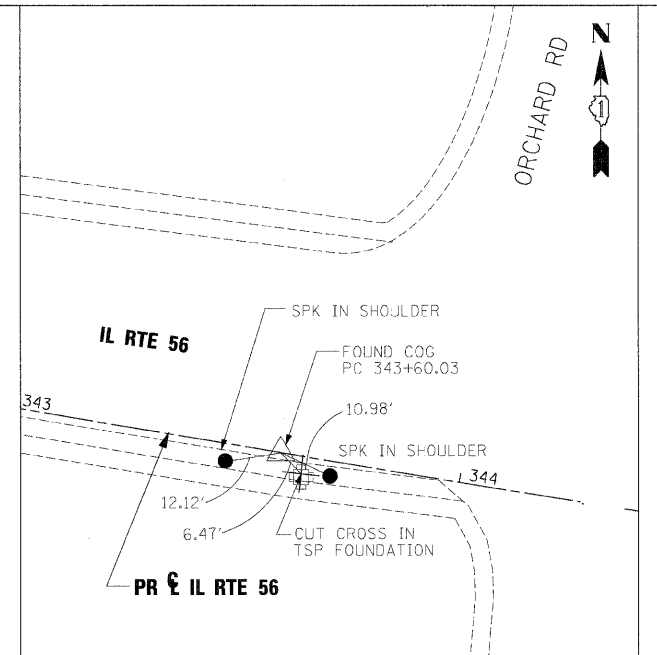 N
1
ORCHARD RD
SPK IN SHOULDER
IL RTE 56
FOUND COG
PC 343+60.03
343
10.98'
SPK IN SHOULDER
344
12.12'
6.47'
CUT CROSS IN
TSP FOUNDATION
PR ℄ IL RTE 56